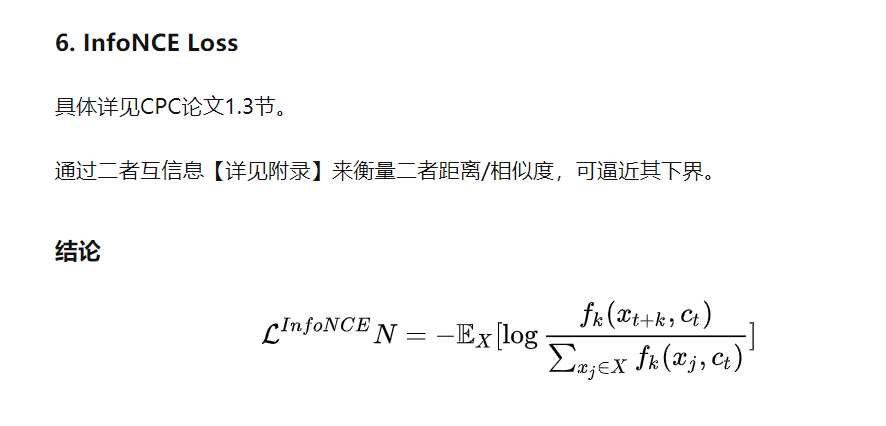 6. InfoNCE Loss
具体详见CPC论文1.3节。
通过二者互信息【详见附录】来衡量二者距离/相似度，可逼近其下界。
结论
$\mathcal{L}^{InfoNCE} N = -\mathbb{E}_X [\log \frac{f_k(x_{t+k}, c_t)}{\sum_{x_j \in X} f_k(x_j, c_t)}]$